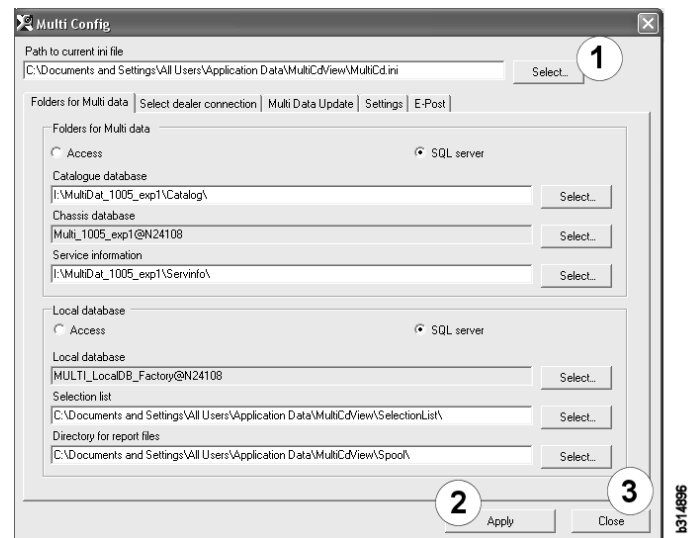 Multi Config
Path to current ini file
C:\Documents and Settings\All Users\Application Data\MultiCdView\MultiCd.ini
Select...
1
Folders for Multi data
Select dealer connection
Multi Data Update
Settings
E-Post
Folders for Multi data
Access
SQL server
Catalogue database
I:\MultiDat_1005_exp1\Catalog\
Select...
Chassis database
Multi_1005_exp1@N24108
Select...
Service information
I:\MultiDat_1005_exp1\Servinfo\
Select...
Local database
Access
SQL server
Local database
MULTI_LocalDB_Factory@N24108
Select...
Selection list
C:\Documents and Settings\All Users\Application Data\MultiCdView\SelectionList\
Select...
Directory for report files
C:\Documents and Settings\All Users\Application Data\MultiCdView\Spool\
Select...
2
Apply
3
Close
b314896